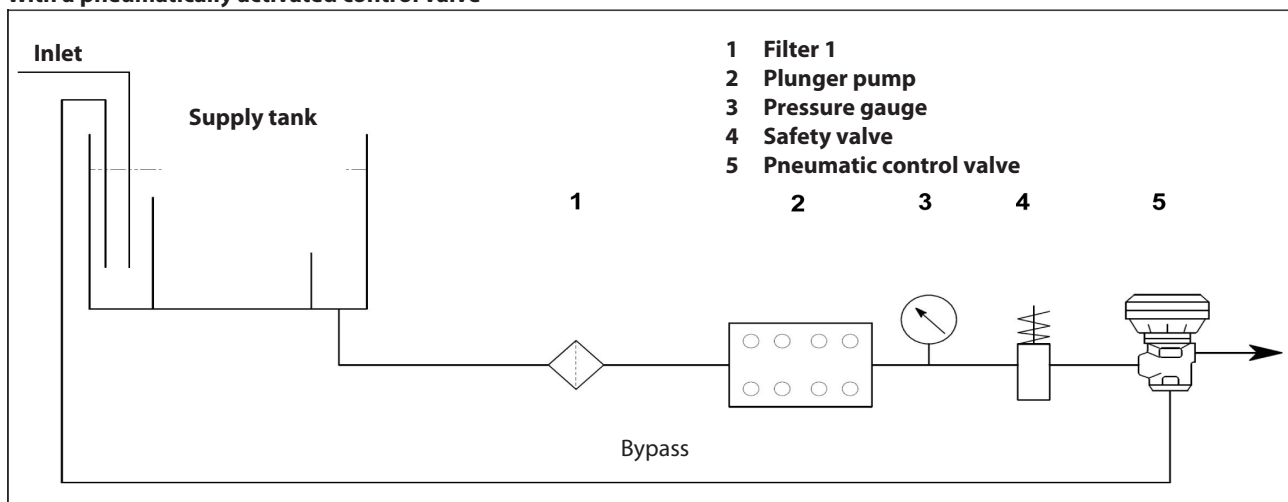 with a pneumatically activated control valve
Inlet
Supply tank
1 Filter 1
2 Plunger pump
3 Pressure gauge
4 Safety valve
5 Pneumatic control valve
1 2 3 4 5
Bypass